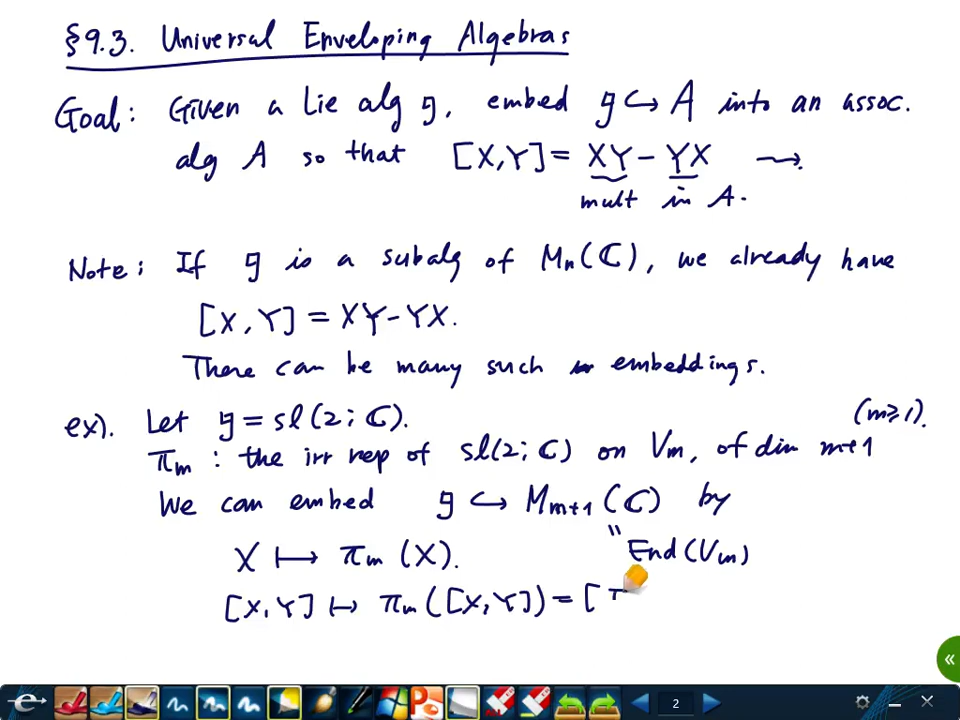 §9.3. Universal Enveloping Algebras
Goal: Given a Lie alg g, embed g ↪ A into an assoc.
alg A so that [X,Y] = XY - YX ⇝
mult in A.
Note: If g is a subalg of Mn(ℂ), we already have
[X,Y] = XY-YX.
There can be many such embeddings.
ex). Let g = sl(2;ℂ). (m≥1).
πm : the irr rep of sl(2;ℂ) on Vm, of dim m+1
We can embed g ↪ Mm+1(ℂ) by
X ↦ πm(X). " End(Vm)
[X,Y] ↦ πm([X,Y]) = [
2